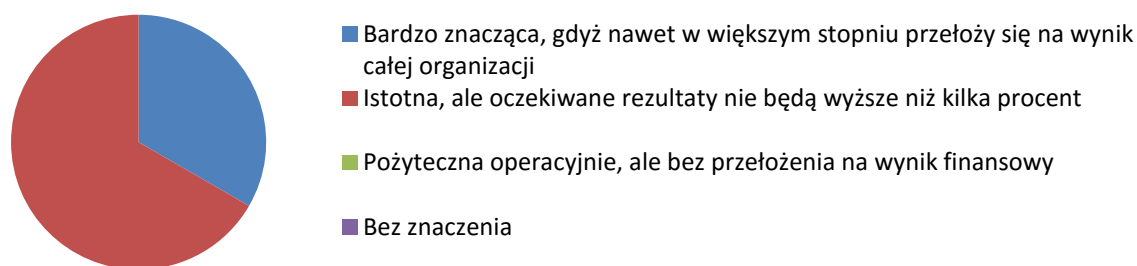 Bardzo znacząca, gdyż nawet w większym stopniu przełoży się na wynik
całej organizacji
Istotna, ale oczekiwane rezultaty nie będą wyższe niż kilka procent
Pożyteczna operacyjnie, ale bez przełożenia na wynik finansowy
Bez znaczenia